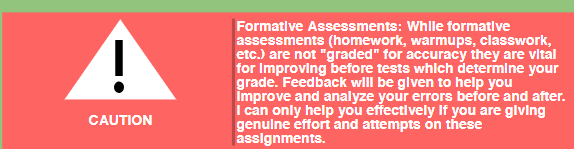 !
CAUTION
Formative Assessments: While formative
assessments (homework, warmups, classwork,
etc.) are not "graded" for accuracy they are vital
for improving before tests which determine your
grade. Feedback will be given to help you
improve and analyze your errors before and after.
I can only help you effectively if you are giving
genuine effort and attempts on these
assignments.